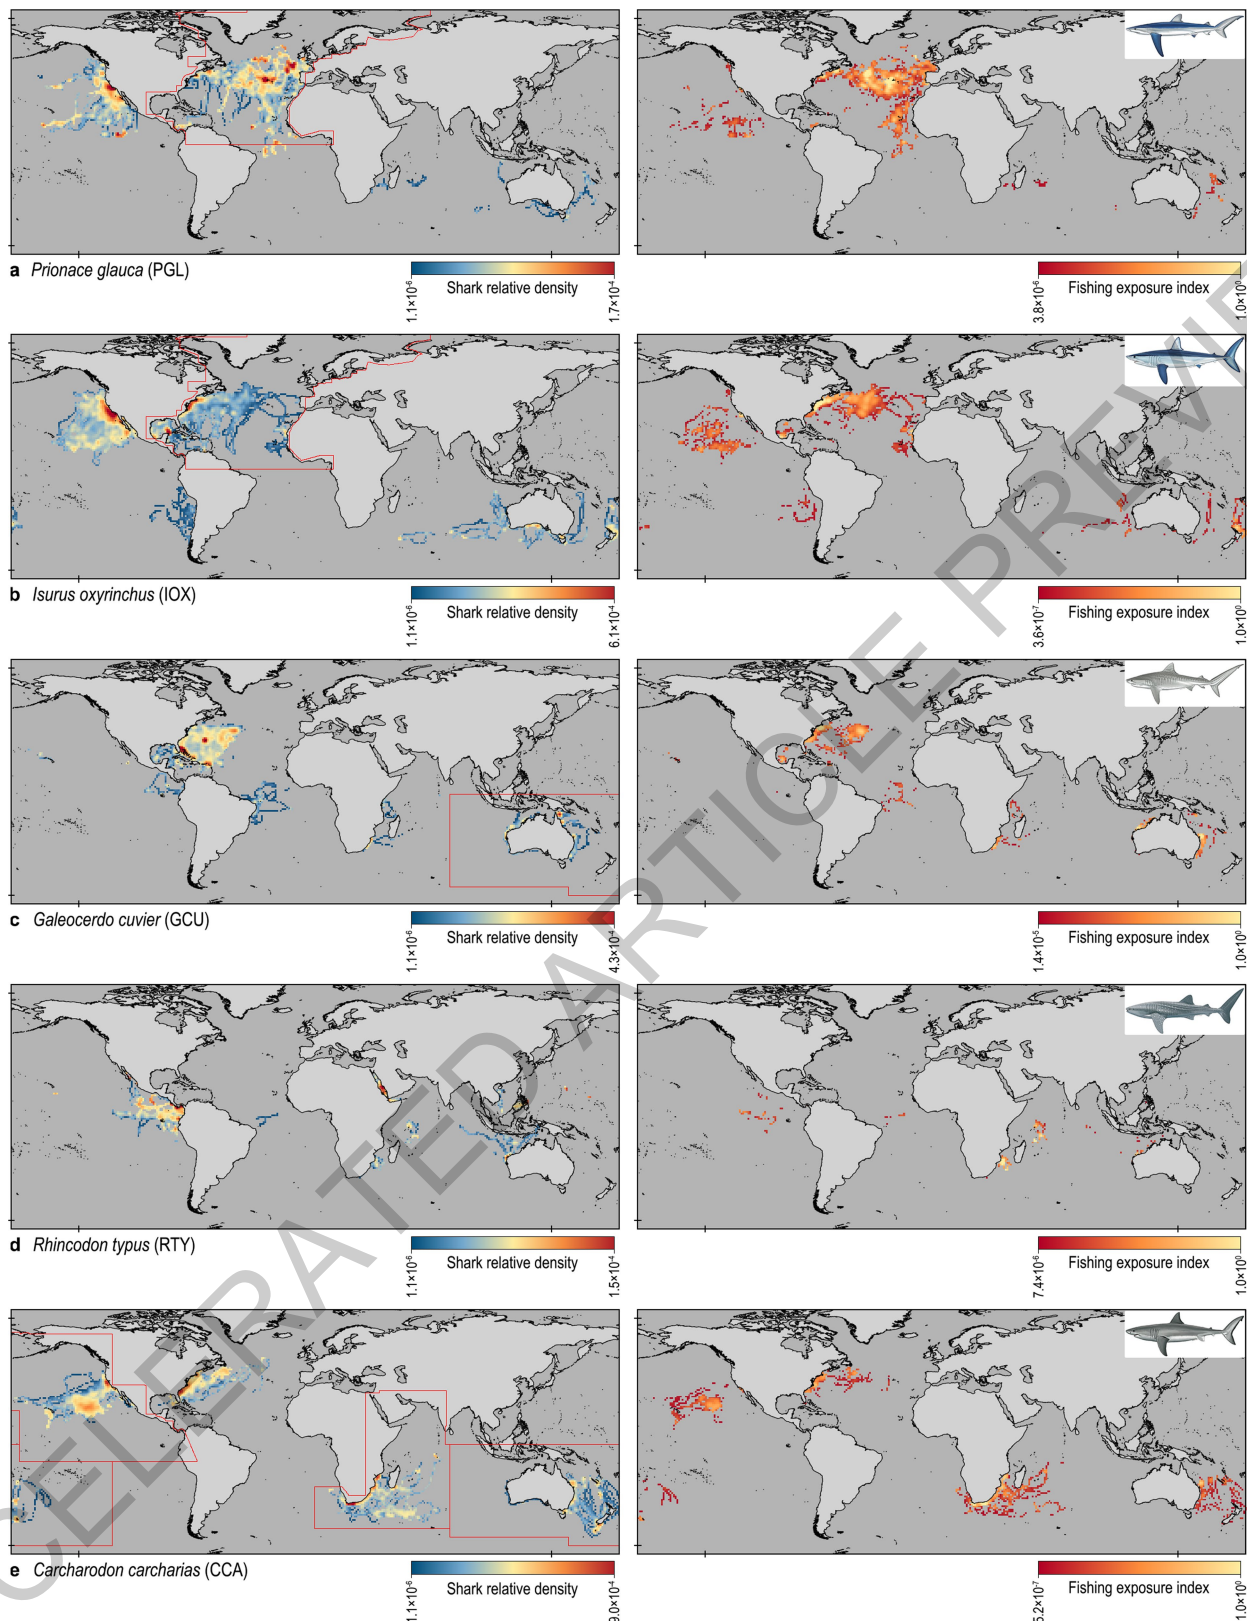 a Prionace glauca (PGL)
1.1×10⁻⁶
Shark relative density
1.7×10⁻⁴
3.8×10⁻⁶
Fishing exposure index
1.0×10⁰
b Isurus oxyrinchus (IOX)
1.1×10⁻⁶
Shark relative density
6.1×10⁻⁴
3.6×10⁻⁷
Fishing exposure index
1.0×10⁰
c Galeocerdo cuvier (GCU)
1.1×10⁻⁶
Shark relative density
4.3×10⁻⁴
1.4×10⁻⁵
Fishing exposure index
1.0×10⁰
d Rhincodon typus (RTY)
1.1×10⁻⁶
Shark relative density
1.5×10⁻⁴
7.4×10⁻⁶
Fishing exposure index
1.0×10⁰
e Carcharodon carcharias (CCA)
1.1×10⁻⁶
Shark relative density
9.0×10⁻⁴
5.2×10⁻⁷
Fishing exposure index
1.0×10⁰
CELERATED ARTICLE PREVIE